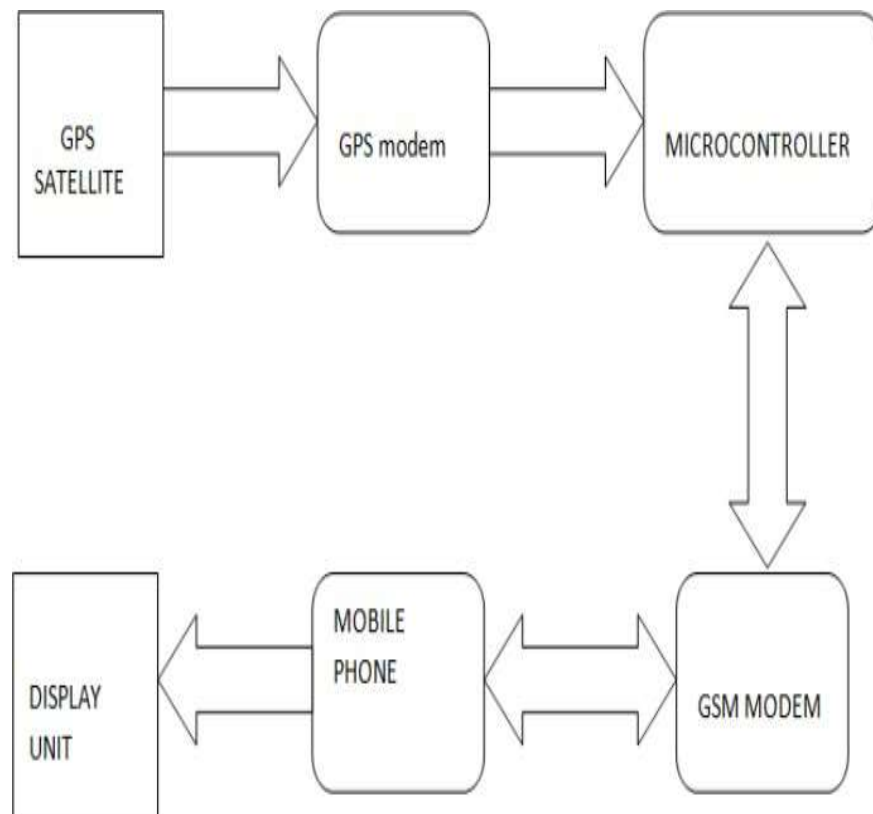 GPS
SATELLITE
GPS modem
MICROCONTROLLER
DISPLAY
UNIT
MOBILE
PHONE
GSM MODEM